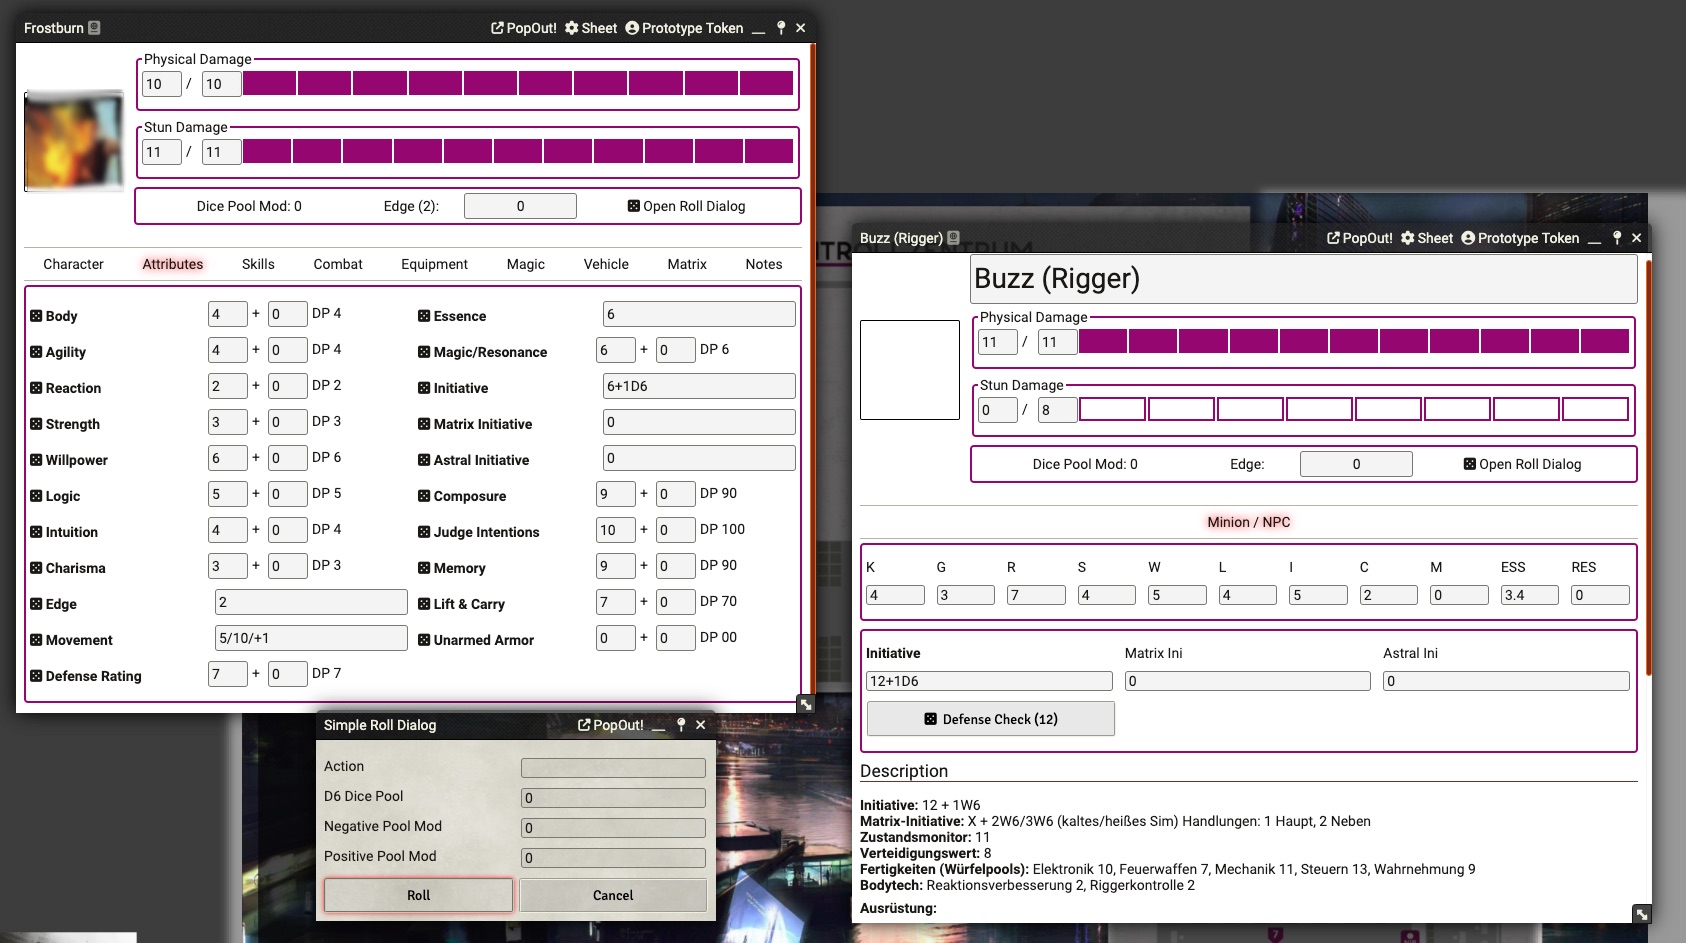 Frostburn PopOut! Sheet Prototype Token
Physical Damage
10 / 10
Stun Damage
11 / 11
Dice Pool Mod: 0 Edge (2): 0 Open Roll Dialog
Character Attributes Skills Combat Equipment Magic Vehicle Matrix Notes
Body 4 + 0 DP 4 Essence 6
Agility 4 + 0 DP 4 Magic/Resonance 6 + 0 DP 6
Reaction 2 + 0 DP 2 Initiative 6+1D6
Strength 3 + 0 DP 3 Matrix Initiative 0
Willpower 6 + 0 DP 6 Astral Initiative 0
Logic 5 + 0 DP 5 Composure 9 + 0 DP 90
Intuition 4 + 0 DP 4 Judge Intentions 10 + 0 DP 100
Charisma 3 + 0 DP 3 Memory 9 + 0 DP 90
Edge 2 Lift & Carry 7 + 0 DP 70
Movement 5/10/+1 Unarmed Armor 0 + 0 DP 00
Defense Rating 7 + 0 DP 7
Simple Roll Dialog PopOut!
Action
D6 Dice Pool 0
Negative Pool Mod 0
Positive Pool Mod 0
Roll Cancel
Buzz (Rigger) PopOut! Sheet Prototype Token
Buzz (Rigger)
Physical Damage
11 / 11
Stun Damage
0 / 8
Dice Pool Mod: 0 Edge: 0 Open Roll Dialog
Minion / NPC
K G R S W L I C M ESS RES
4 3 7 4 5 4 5 2 0 3.4 0
Initiative Matrix Ini Astral Ini
12+1D6 0 0
Defense Check (12)
Description
Initiative: 12 + 1W6
Matrix-Initiative: X + 2W6/3W6 (kaltes/heißes Sim) Handlungen: 1 Haupt, 2 Neben
Zustandsmonitor: 11
Verteidigungswert: 8
Fertigkeiten (Würfelpools): Elektronik 10, Feuerwaffen 7, Mechanik 11, Steuern 13, Wahrnehmung 9
Bodytech: Reaktionsverbesserung 2, Riggerkontrolle 2
Ausrüstung:
7